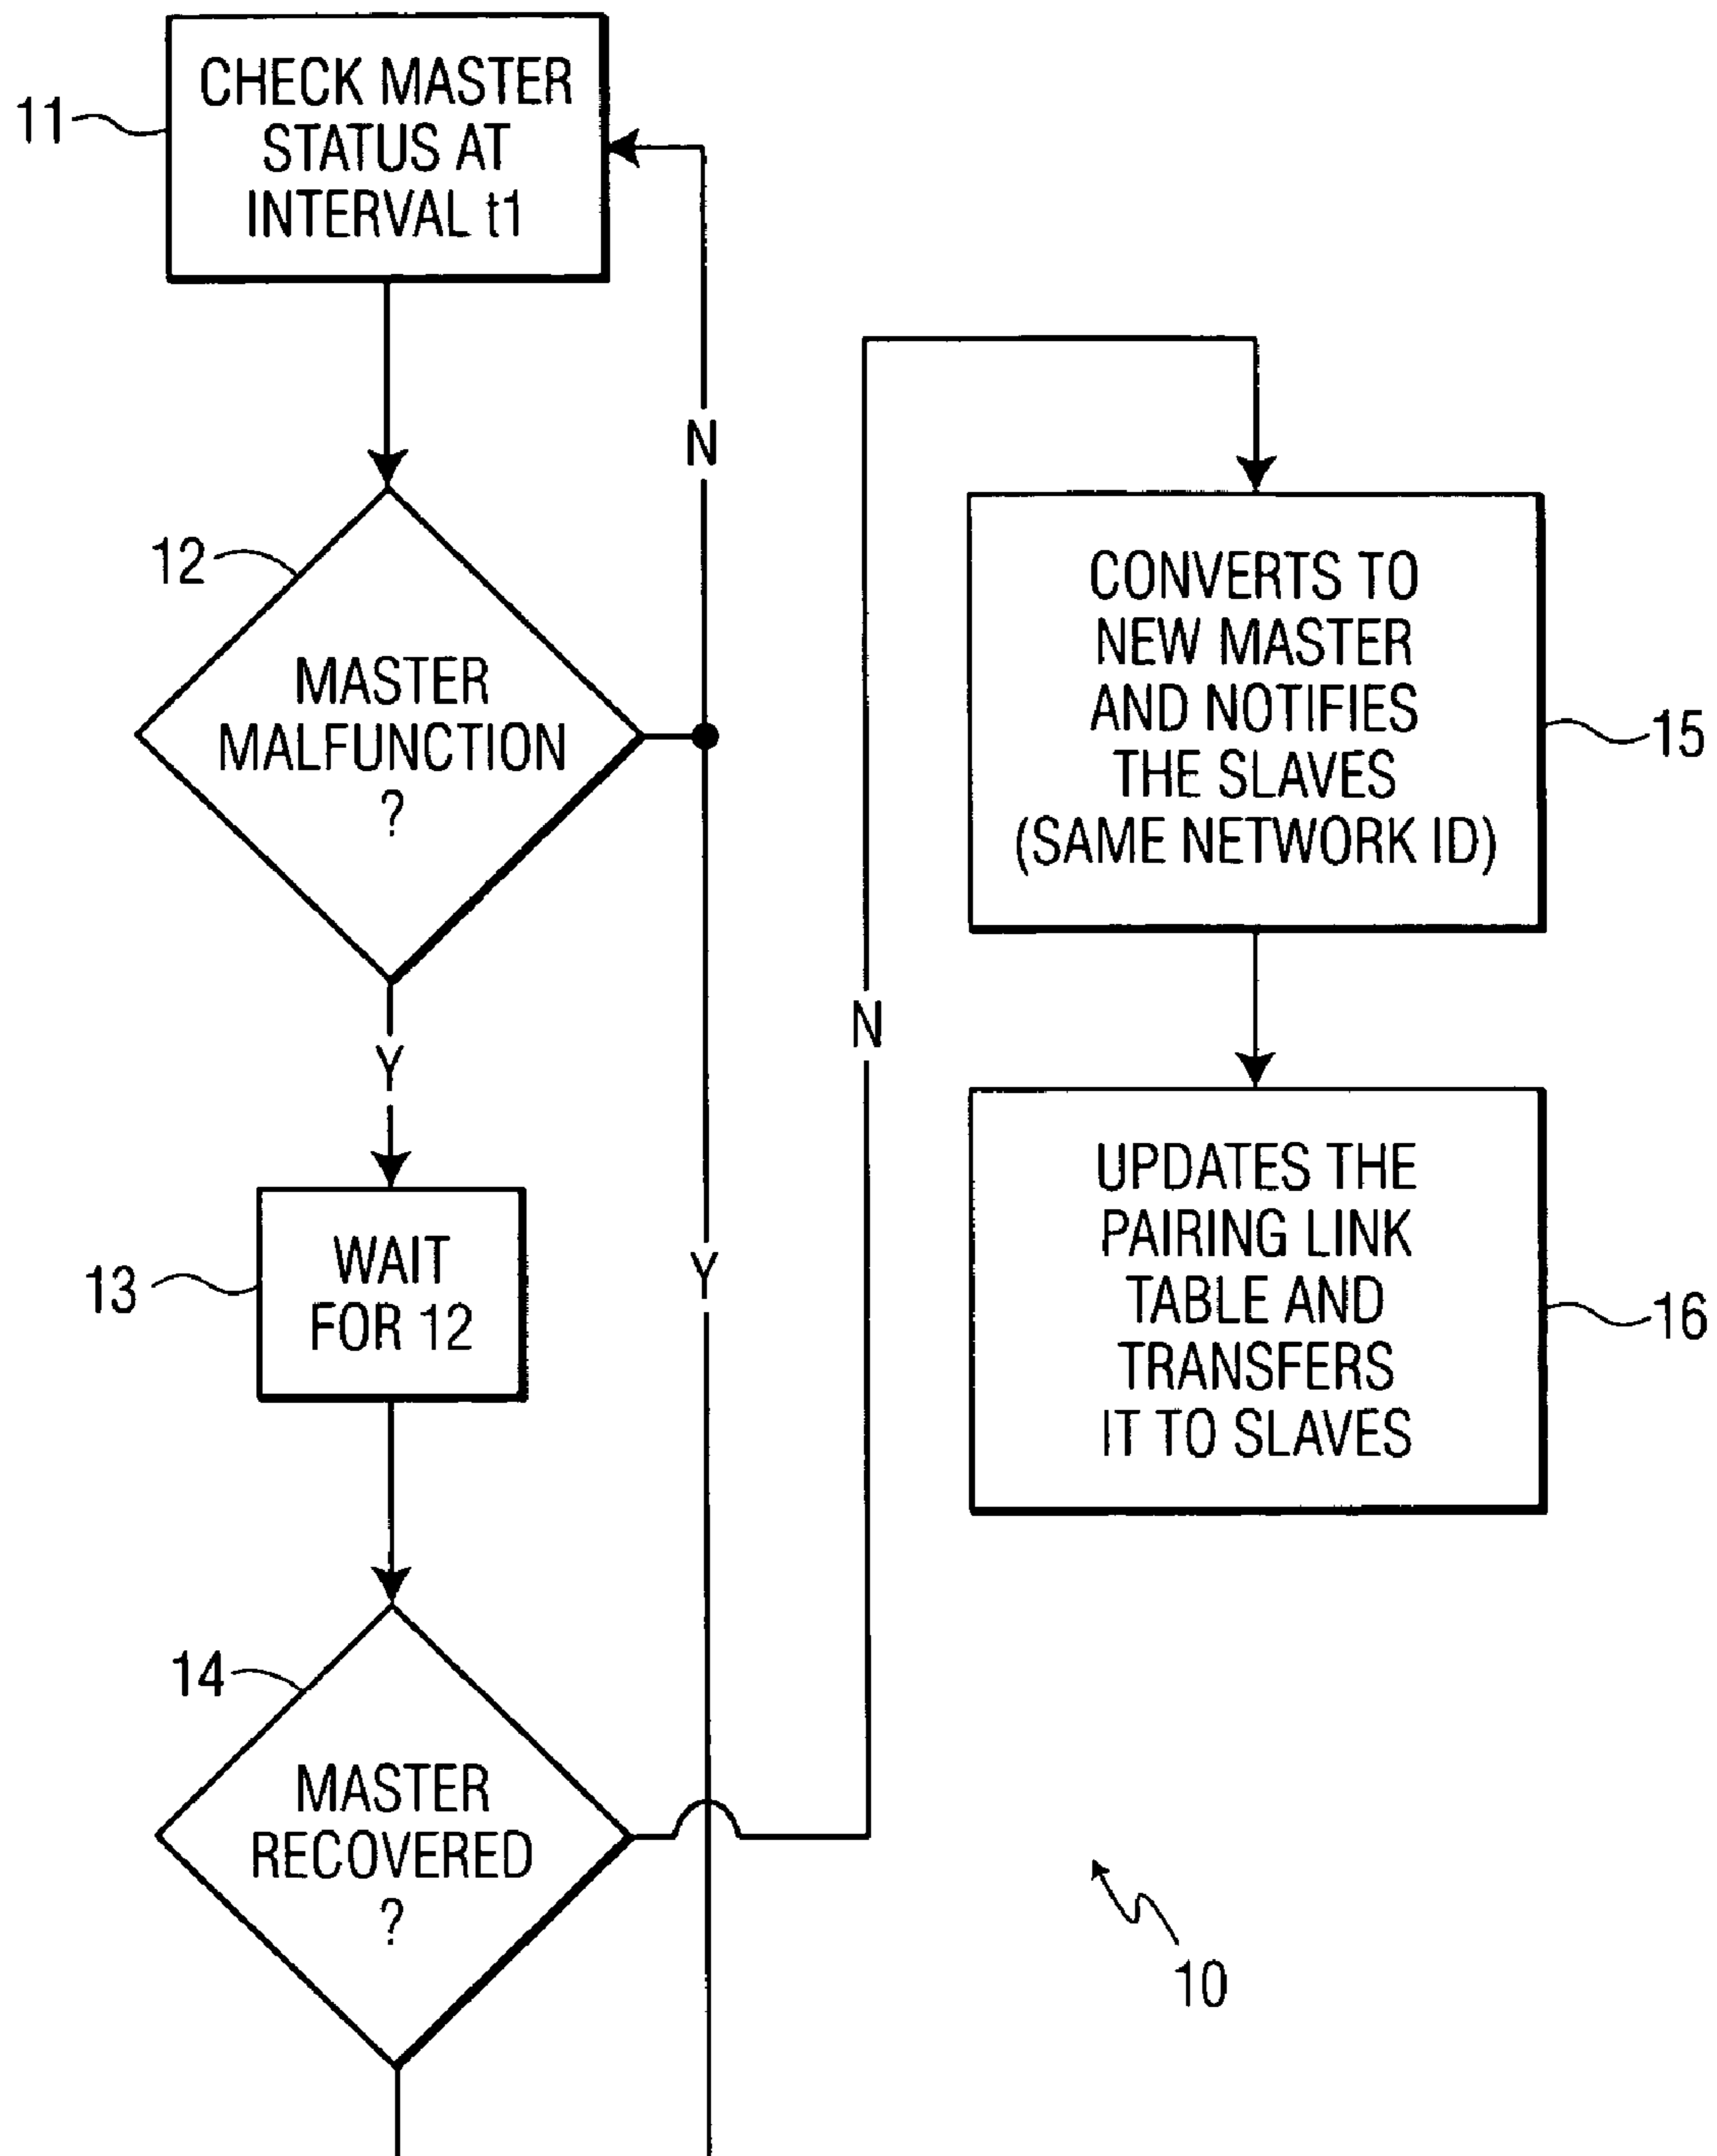 11
CHECK MASTER
STATUS AT
INTERVAL t1
N
12
MASTER
MALFUNCTION
?
Y
13
WAIT
FOR 12
Y
14
MASTER
RECOVERED
?
N
CONVERTS TO
NEW MASTER
AND NOTIFIES
THE SLAVES
(SAME NETWORK ID)
15
UPDATES THE
PAIRING LINK
TABLE AND
TRANSFERS
IT TO SLAVES
16
10